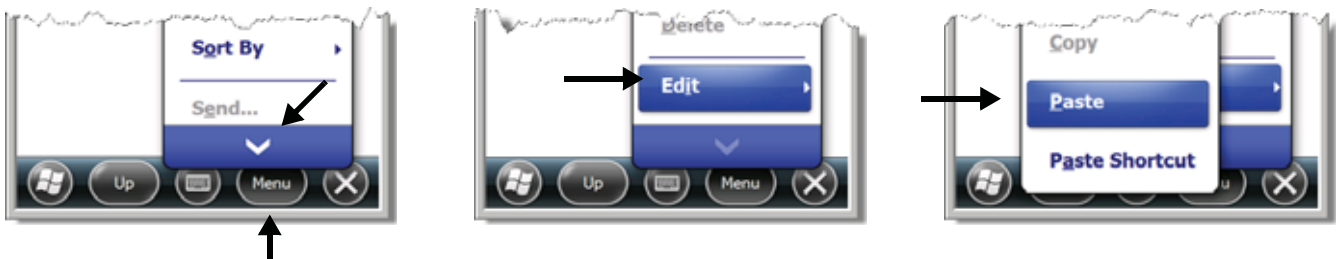 Sort By
Send...
Up
Menu
Delete
Edit
Up
Menu
Copy
Paste
Paste Shortcut
u